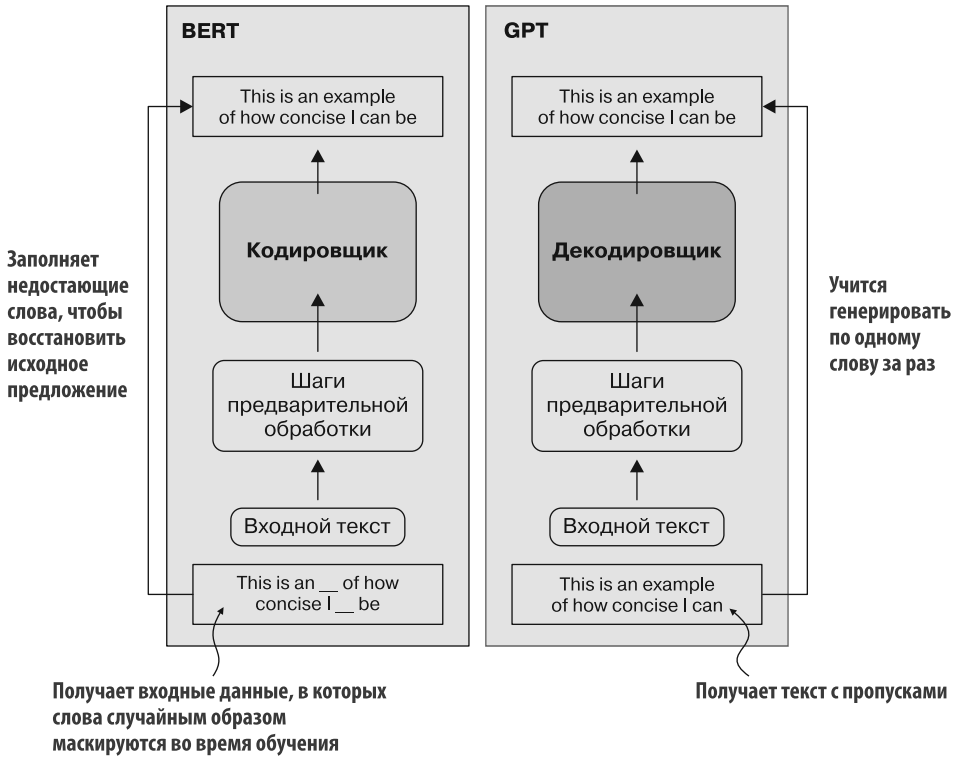 BERT
This is an example
of how concise I can be
Кодировщик
Шаги
предварительной
обработки
Входной текст
This is an __ of how
concise I __ be
Заполняет
недостающие
слова, чтобы
восстановить
исходное
предложение
Получает входные данные, в которых
слова случайным образом
маскируются во время обучения
GPT
This is an example
of how concise I can be
Декодировщик
Шаги
предварительной
обработки
Входной текст
This is an example
of how concise I can
Учится
генерировать
по одному
слову за раз
Получает текст с пропусками